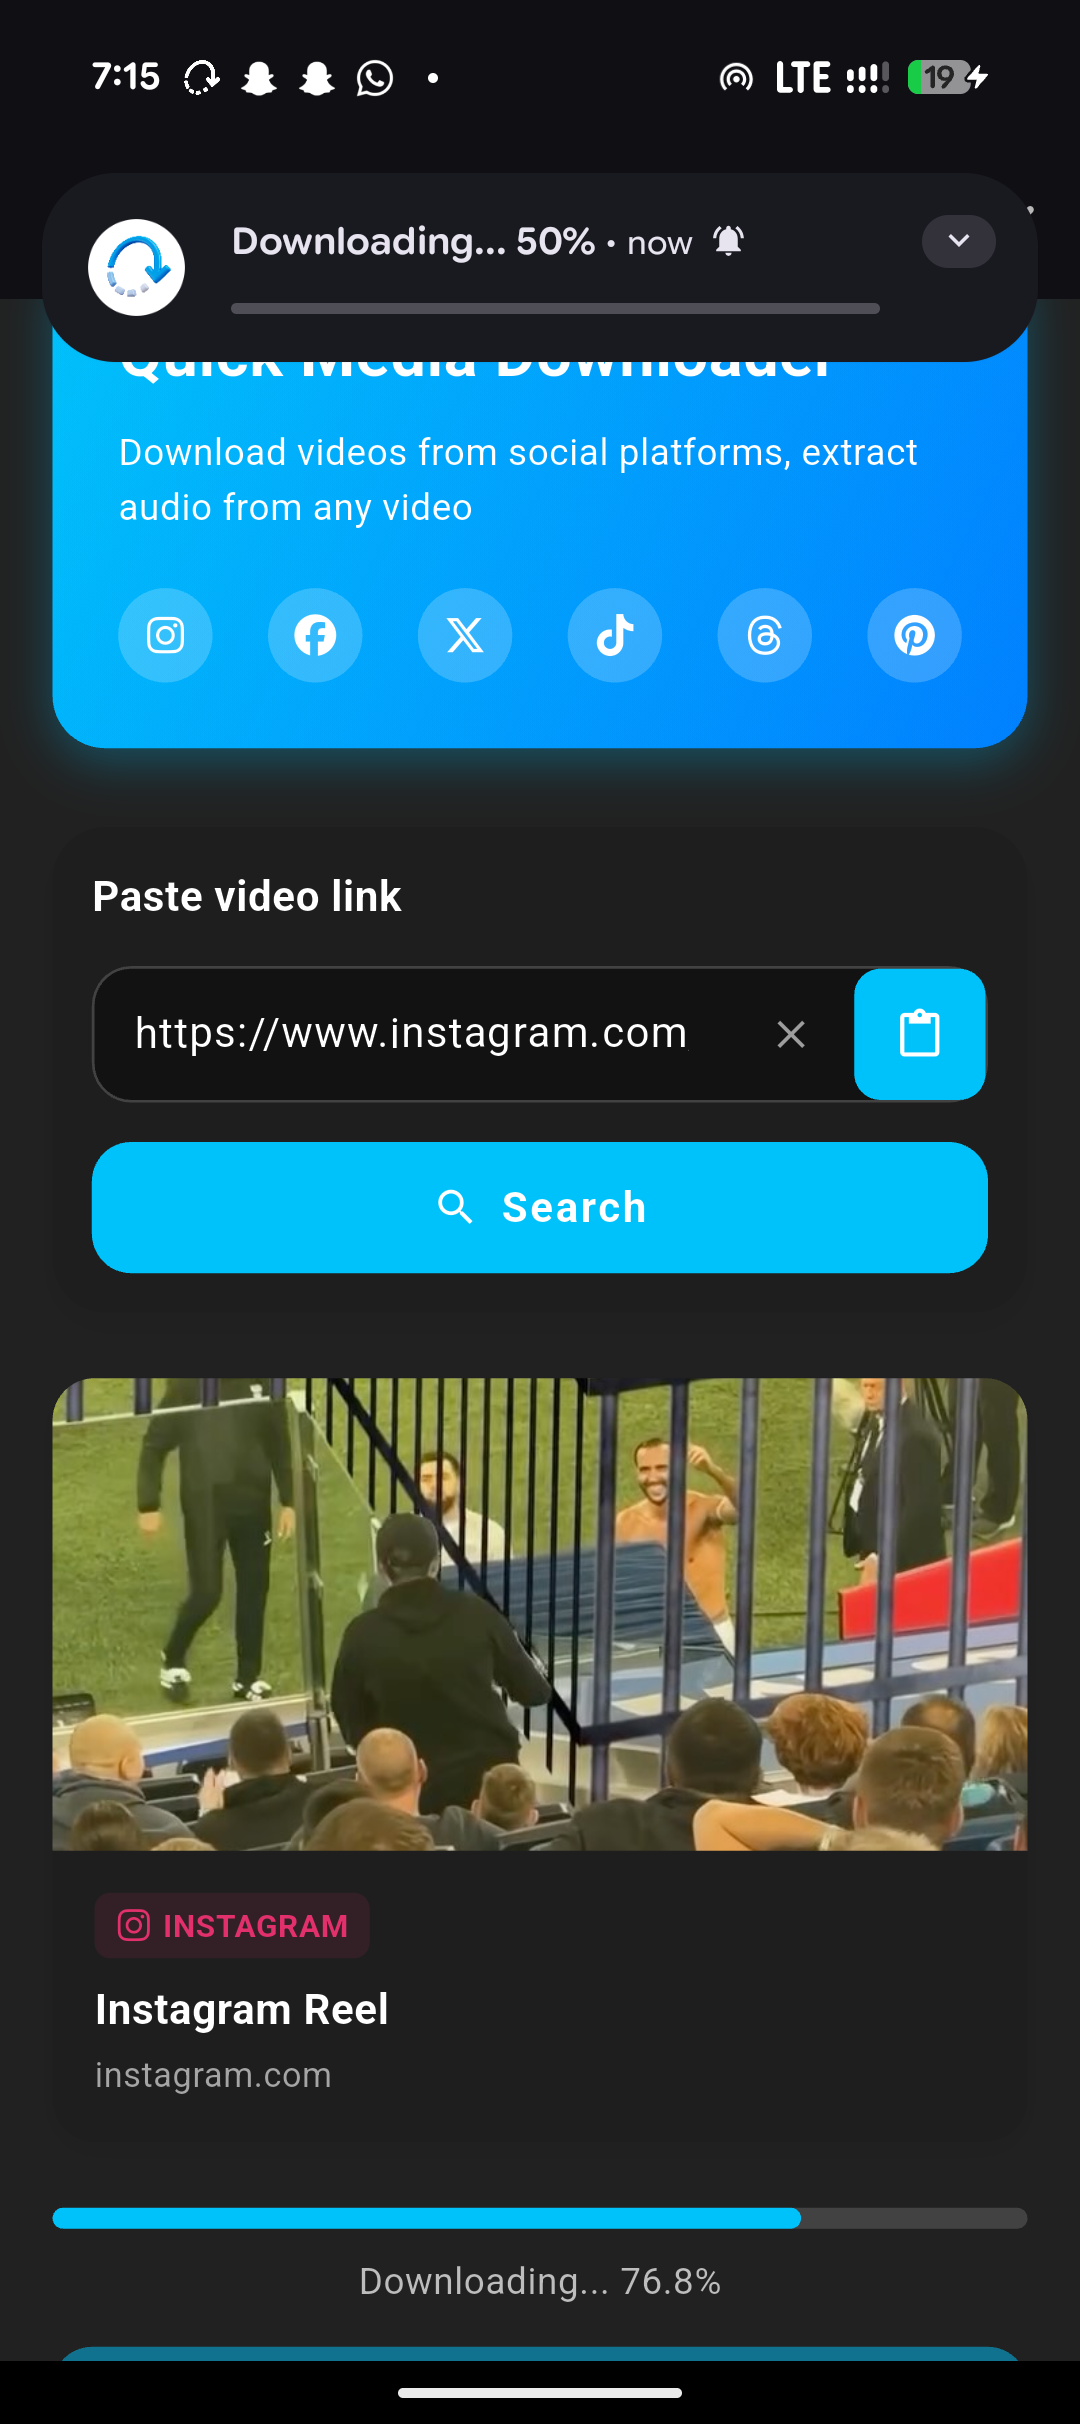 7:15 LTE 19
Downloading... 50% • now
Quick Media Downloader
Download videos from social platforms, extract
audio from any video
Paste video link
https://www.instagram.com
Search
INSTAGRAM
Instagram Reel
instagram.com
Downloading... 76.8%